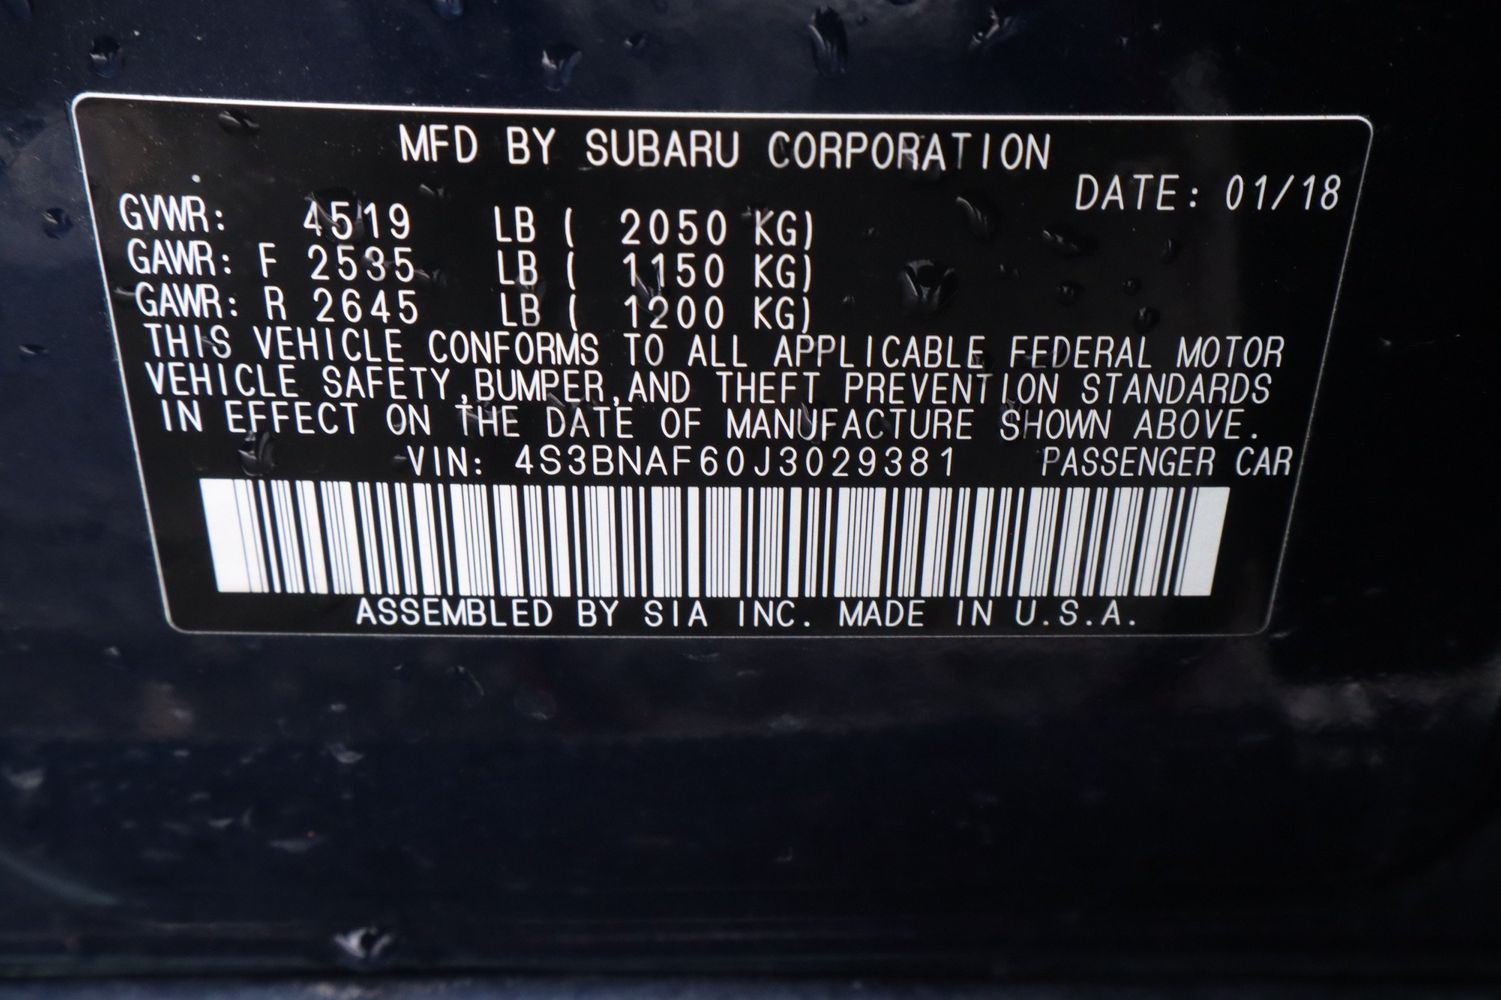 MFD BY SUBARU CORPORATION
DATE: 01/18
GVWR: 4519 LB ( 2050 KG)
GAWR: F 2535 LB ( 1150 KG)
GAWR: R 2645 LB ( 1200 KG)
THIS VEHICLE CONFORMS TO ALL APPLICABLE FEDERAL MOTOR
VEHICLE SAFETY,BUMPER,AND THEFT PREVENTION STANDARDS
IN EFFECT ON THE DATE OF MANUFACTURE SHOWN ABOVE.
VIN: 4S3BNAF60J3029381 PASSENGER CAR
ASSEMBLED BY SIA INC. MADE IN U.S.A.